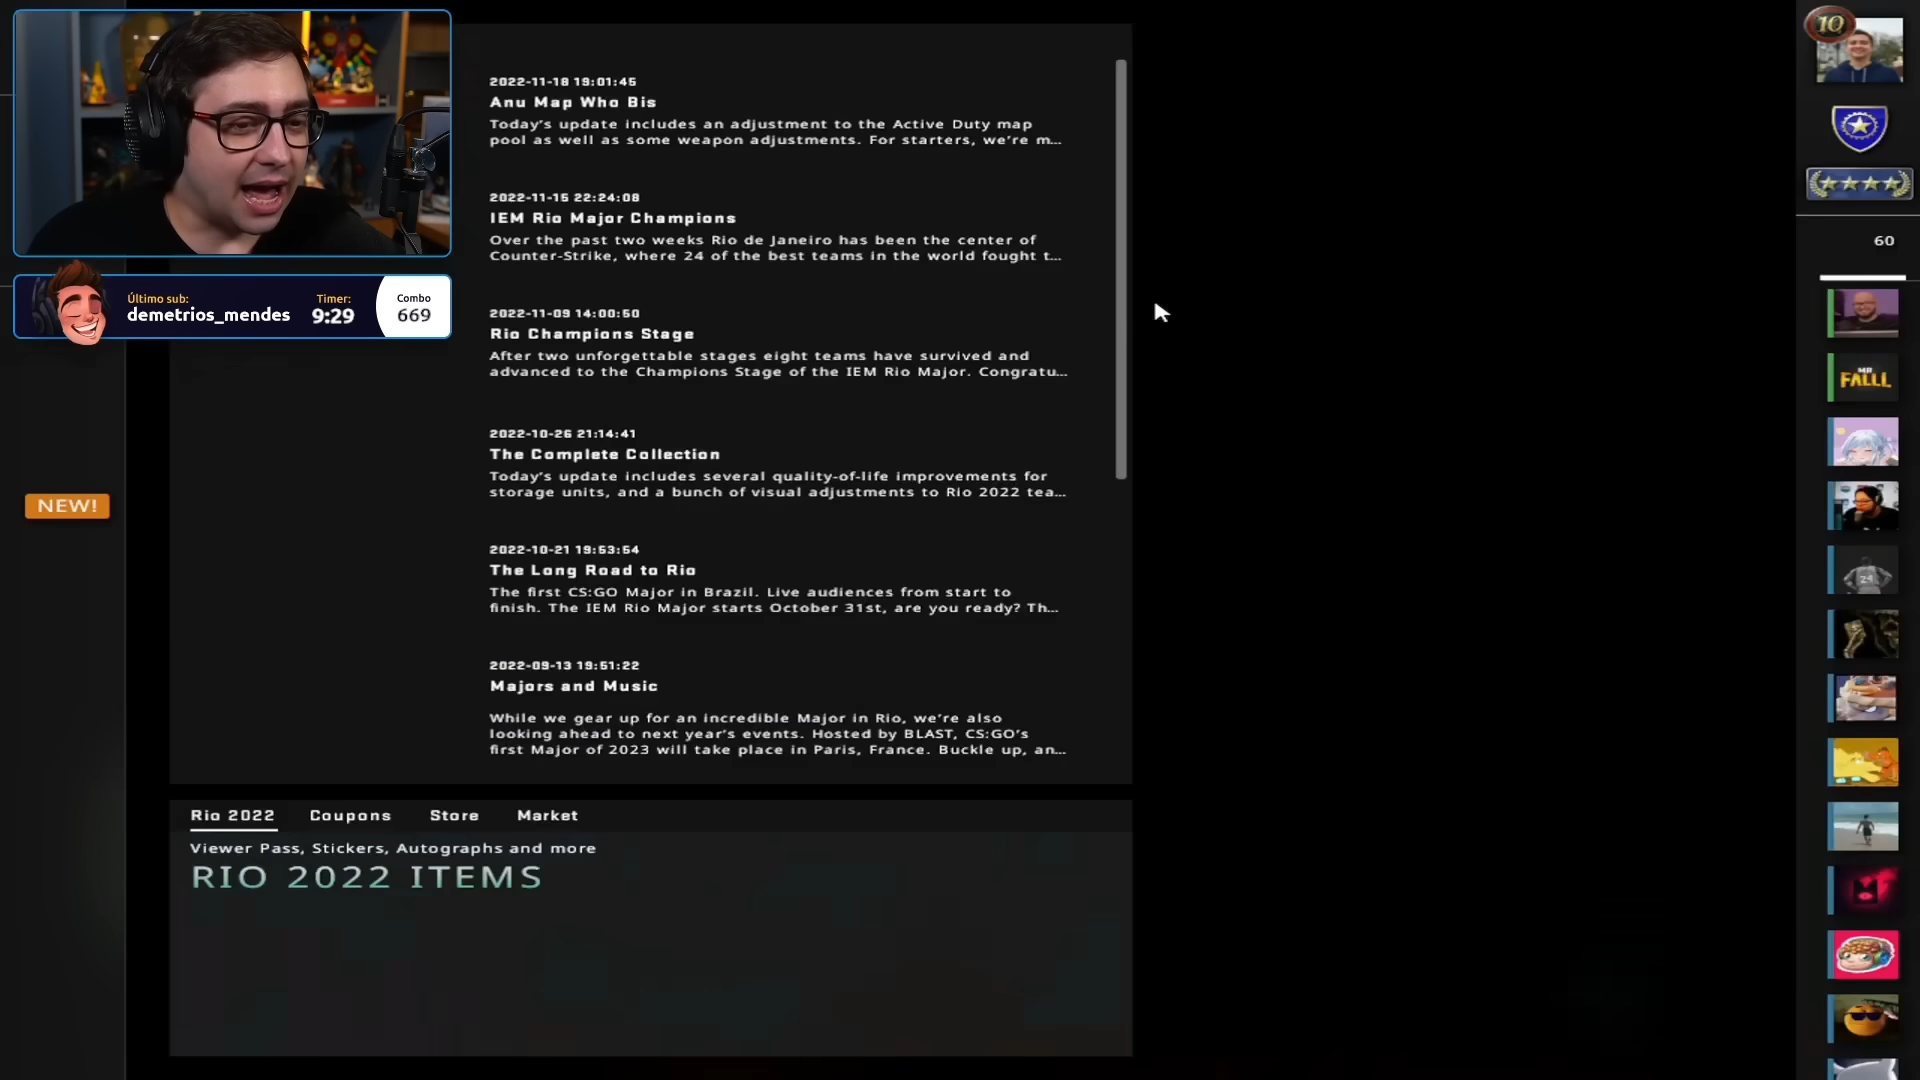 2022-11-18 19:01:45
Anu Map Who Bis
Today's update includes an adjustment to the Active Duty map
pool as well as some weapon adjustments. For starters, we're m...
2022-11-15 22:24:08
IEM Rio Major Champions
Over the past two weeks Rio de Janeiro has been the center of
Counter-Strike, where 24 of the best teams in the world fought t...
Último sub:
demetrios_mendes
Timer:
9:29
Combo
669
2022-11-09 14:00:50
Rio Champions Stage
After two unforgettable stages eight teams have survived and
advanced to the Champions Stage of the IEM Rio Major. Congratu...
2022-10-26 21:14:41
The Complete Collection
Today's update includes several quality-of-life improvements for
storage units, and a bunch of visual adjustments to Rio 2022 tea...
NEW!
2022-10-21 19:53:54
The Long Road to Rio
The first CS:GO Major in Brazil. Live audiences from start to
finish. The IEM Rio Major starts October 31st, are you ready? Th...
2022-09-13 19:51:22
Majors and Music
While we gear up for an incredible Major in Rio, we're also
looking ahead to next year's events. Hosted by BLAST, CS:GO's
first Major of 2023 will take place in Paris, France. Buckle up, an...
Rio 2022
Coupons
Store
Market
Viewer Pass, Stickers, Autographs and more
RIO 2022 ITEMS
10
60
MR
FALLL
24